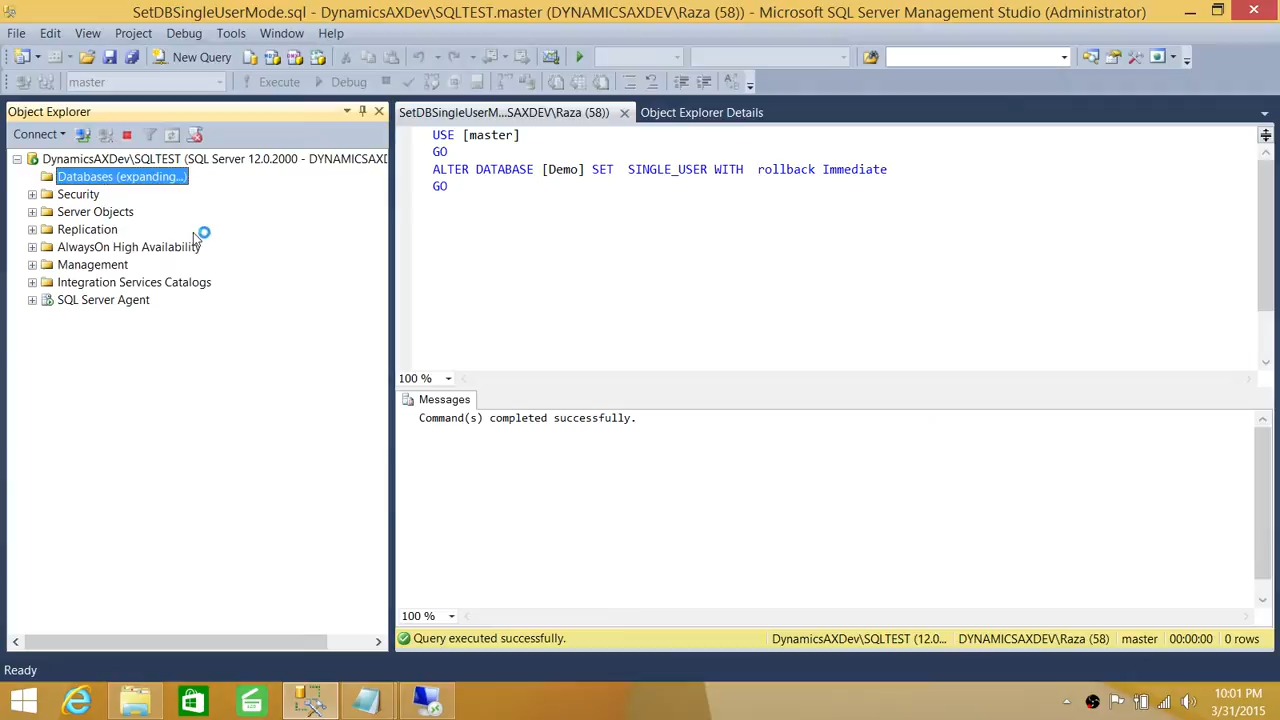 SetDBSingleUserMode.sql - DynamicsAXDev\SQLTEST.master (DYNAMICSAXDEV\Raza (58)) - Microsoft SQL Server Management Studio (Administrator)
File Edit View Project Debug Tools Window Help
New Query
master Execute Debug
Object Explorer
SetDBSingleUserM...SAXDEV\Raza (58)) Object Explorer Details
Connect
DynamicsAXDev\SQLTEST (SQL Server 12.0.2000 - DYNAMICSAXD
Databases (expanding...)
Security
Server Objects
Replication
AlwaysOn High Availability
Management
Integration Services Catalogs
SQL Server Agent
USE [master]
GO
ALTER DATABASE [Demo] SET SINGLE_USER WITH rollback Immediate
GO
100 %
Messages
Command(s) completed successfully.
100 %
Query executed successfully. DynamicsAXDev\SQLTEST (12.0... DYNAMICSAXDEV\Raza (58) master 00:00:00 0 rows
Ready
10:01 PM
3/31/2015